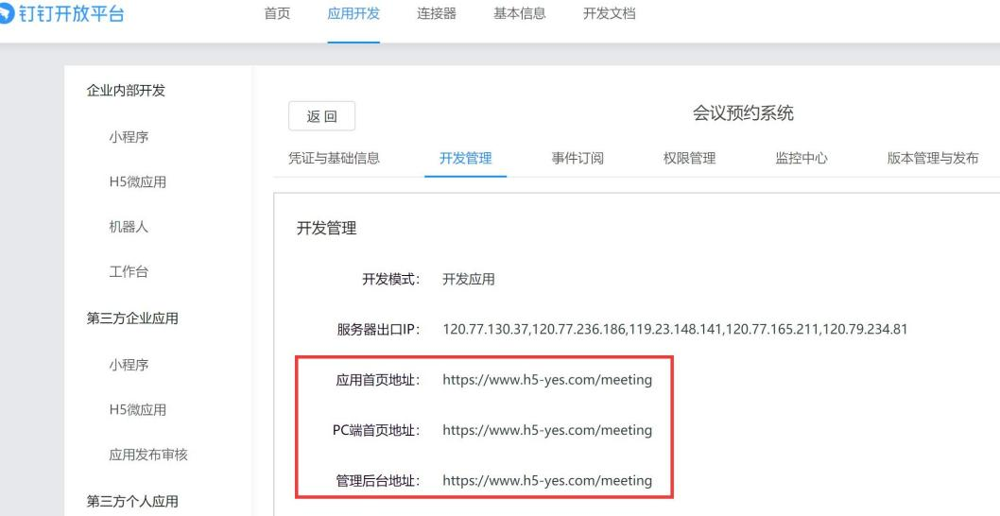 钉钉开放平台 首页 应用开发 连接器 基本信息 开发文档
企业内部开发
小程序
H5微应用
机器人
工作台
第三方企业应用
小程序
H5微应用
应用发布审核
第三方个人应用
返 回 会议预约系统
凭证与基础信息 开发管理 事件订阅 权限管理 监控中心 版本管理与发布
开发管理
开发模式: 开发应用
服务器出口IP: 120.77.130.37,120.77.236.186,119.23.148.141,120.77.165.211,120.79.234.81
应用首页地址: https://www.h5-yes.com/meeting
PC端首页地址: https://www.h5-yes.com/meeting
管理后台地址: https://www.h5-yes.com/meeting